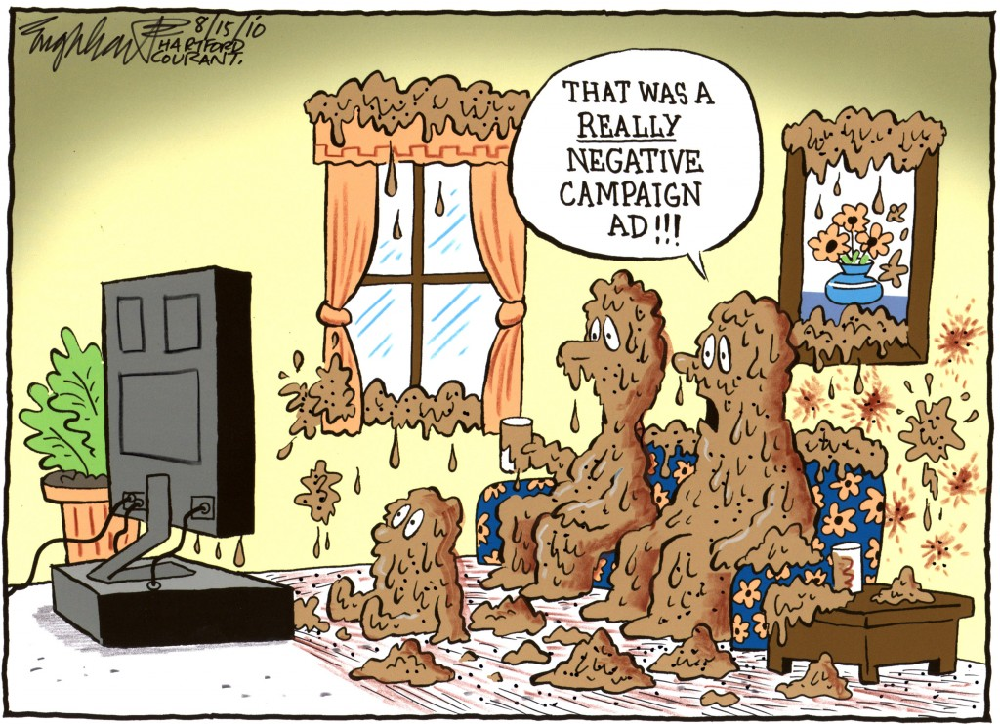 Englehart 8/15/10
HARTFORD
COURANT.
THAT WAS A
REALLY
NEGATIVE
CAMPAIGN
AD!!!